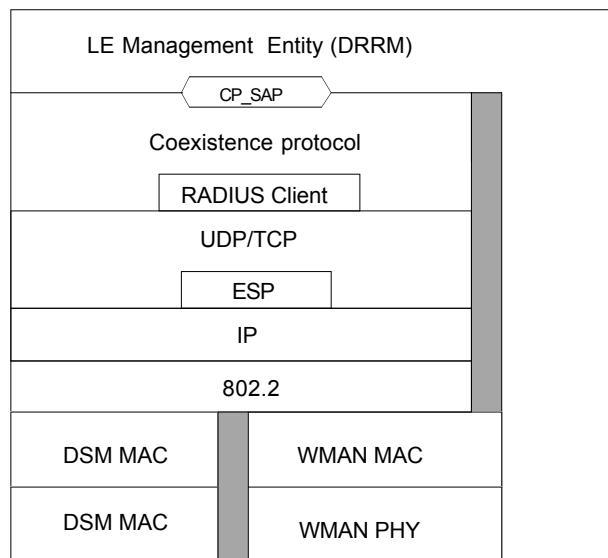 LE Management Entity (DRRM)
CP_SAP
Coexistence protocol
RADIUS Client
UDP/TCP
ESP
IP
802.2
DSM MAC
WMAN MAC
DSM MAC
WMAN PHY